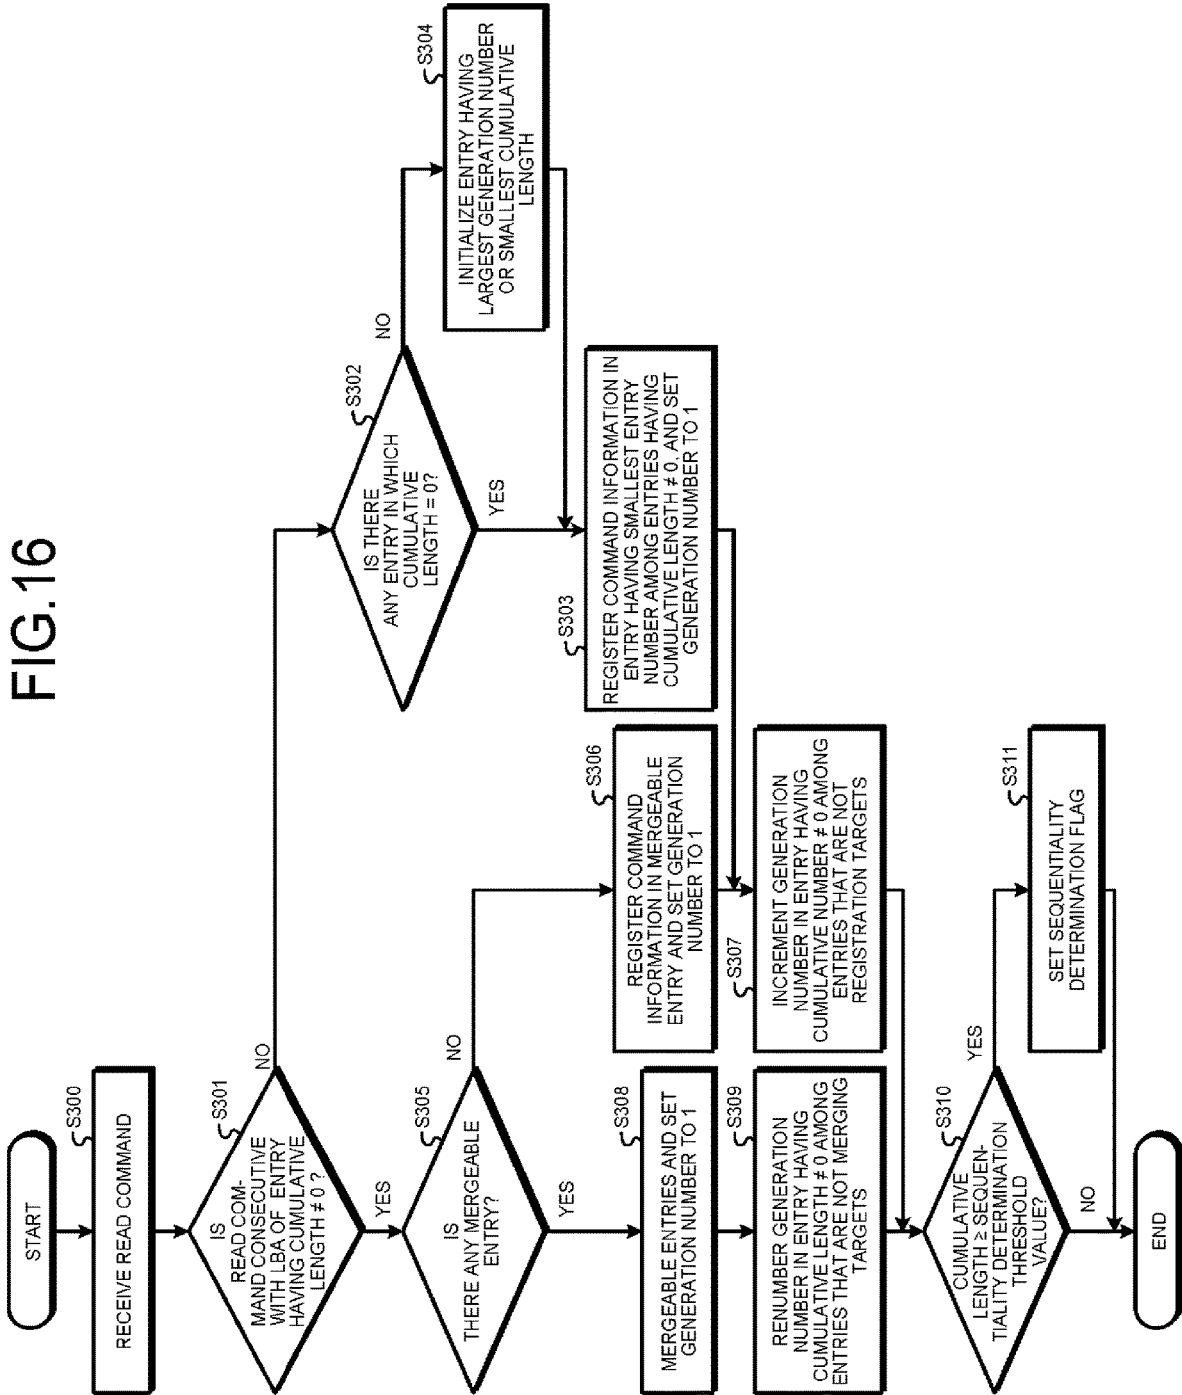 FIG.16
START
S300
RECEIVE READ COMMAND
S301
IS
READ COM-
MAND CONSECUTIVE
WITH LBA OF ENTRY
HAVING CUMULATIVE
LENGTH ≠ 0 ?
NO
YES
S302
IS THERE
ANY ENTRY IN WHICH
CUMULATIVE
LENGTH = 0?
NO
YES
S304
INITIALIZE ENTRY HAVING
LARGEST GENERATION NUMBER
OR SMALLEST CUMULATIVE
LENGTH
S303
REGISTER COMMAND INFORMATION IN
ENTRY HAVING SMALLEST ENTRY
NUMBER AMONG ENTRIES HAVING
CUMULATIVE LENGTH ≠ 0, AND SET
GENERATION NUMBER TO 1
S305
IS
THERE ANY MERGEABLE
ENTRY?
NO
YES
S306
REGISTER COMMAND
INFORMATION IN MERGEABLE
ENTRY AND SET GENERATION
NUMBER TO 1
S307
INCREMENT GENERATION
NUMBER IN ENTRY HAVING
CUMULATIVE NUMBER ≠ 0 AMONG
ENTRIES THAT ARE NOT
REGISTRATION TARGETS
S308
MERGEABLE ENTRIES AND SET
GENERATION NUMBER TO 1
S309
RENUMBER GENERATION
NUMBER IN ENTRY HAVING
CUMULATIVE LENGTH ≠ 0 AMONG
ENTRIES THAT ARE NOT MERGING
TARGETS
S310
CUMULATIVE
LENGTH ≥ SEQUEN-
TIALITY DETERMINATION
THRESHOLD
VALUE?
YES
NO
S311
SET SEQUENTIALITY
DETERMINATION FLAG
END